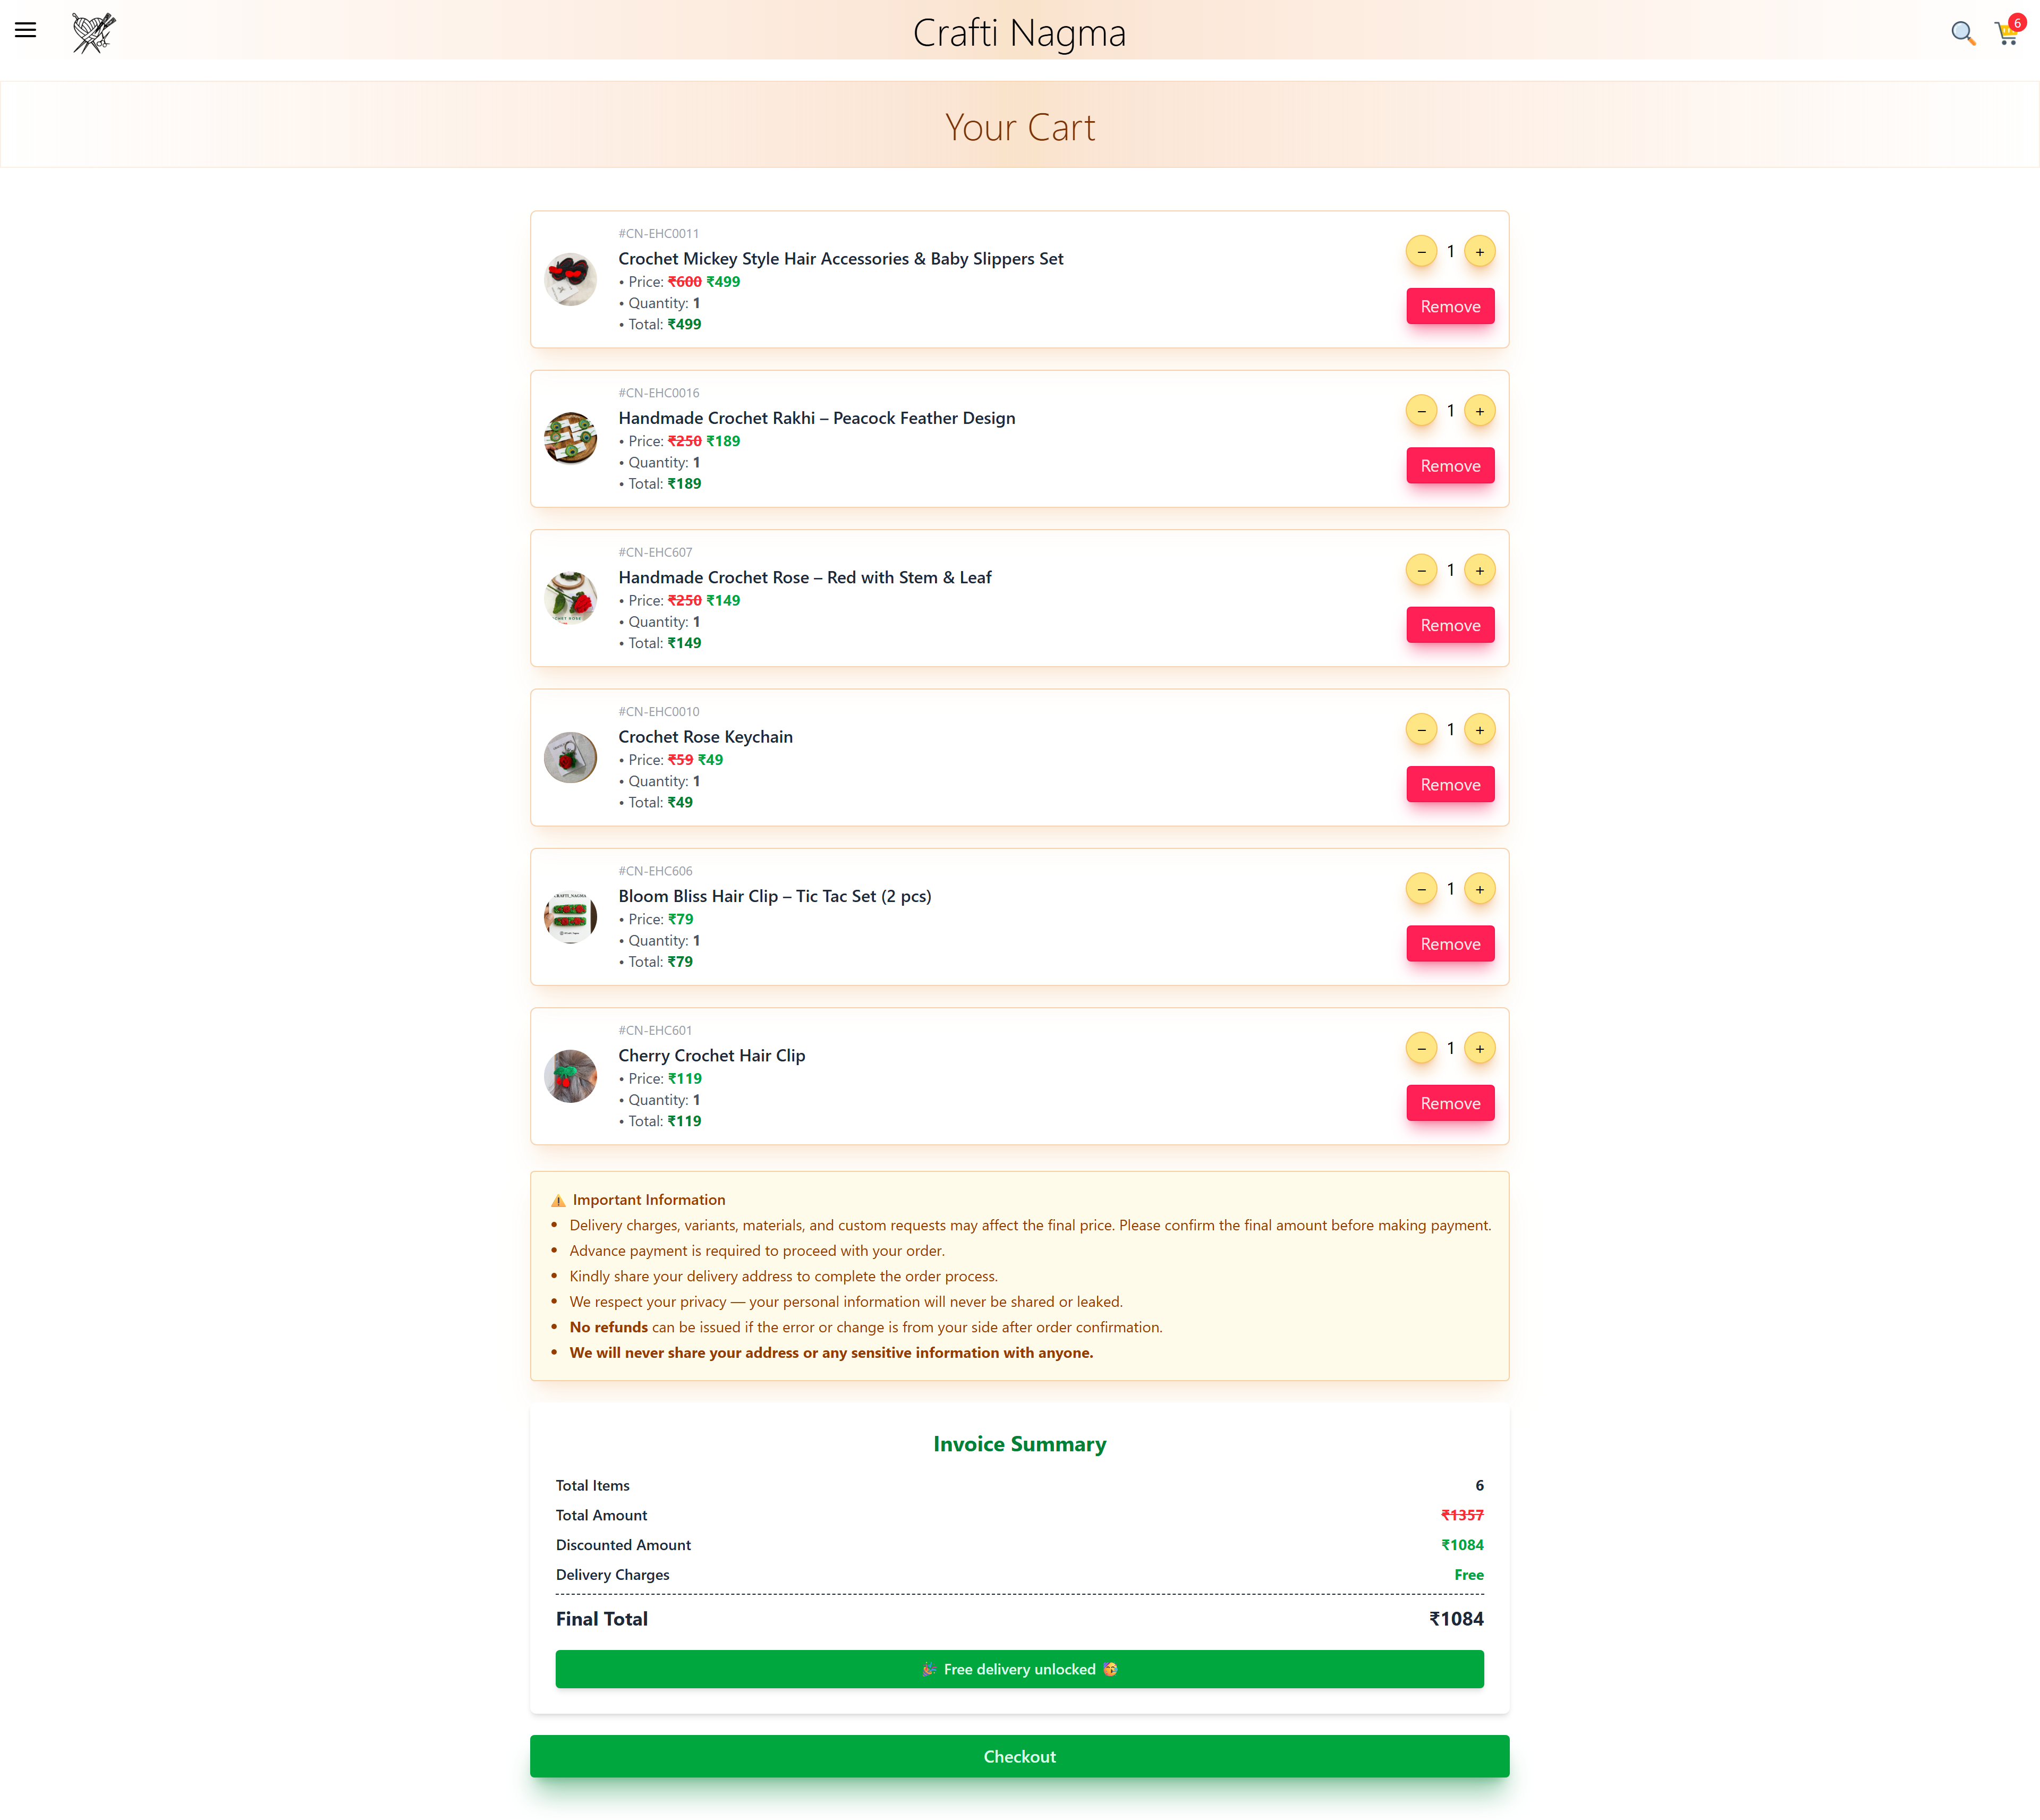 Crafti Nagma
6
Your Cart
#CN-EHC0011
Crochet Mickey Style Hair Accessories & Baby Slippers Set
• Price: ₹600 ₹499
• Quantity: 1
• Total: ₹499
− 1 +
Remove
#CN-EHC0016
Handmade Crochet Rakhi – Peacock Feather Design
• Price: ₹250 ₹189
• Quantity: 1
• Total: ₹189
− 1 +
Remove
#CN-EHC607
Handmade Crochet Rose – Red with Stem & Leaf
• Price: ₹250 ₹149
• Quantity: 1
• Total: ₹149
− 1 +
Remove
#CN-EHC0010
Crochet Rose Keychain
• Price: ₹59 ₹49
• Quantity: 1
• Total: ₹49
− 1 +
Remove
#CN-EHC606
Bloom Bliss Hair Clip – Tic Tac Set (2 pcs)
• Price: ₹79
• Quantity: 1
• Total: ₹79
− 1 +
Remove
#CN-EHC601
Cherry Crochet Hair Clip
• Price: ₹119
• Quantity: 1
• Total: ₹119
− 1 +
Remove
⚠️ Important Information
• Delivery charges, variants, materials, and custom requests may affect the final price. Please confirm the final amount before making payment.
• Advance payment is required to proceed with your order.
• Kindly share your delivery address to complete the order process.
• We respect your privacy — your personal information will never be shared or leaked.
• No refunds can be issued if the error or change is from your side after order confirmation.
• We will never share your address or any sensitive information with anyone.
Invoice Summary
Total Items 6
Total Amount ₹1357
Discounted Amount ₹1084
Delivery Charges Free
Final Total ₹1084
🎉 Free delivery unlocked 🥳
Checkout